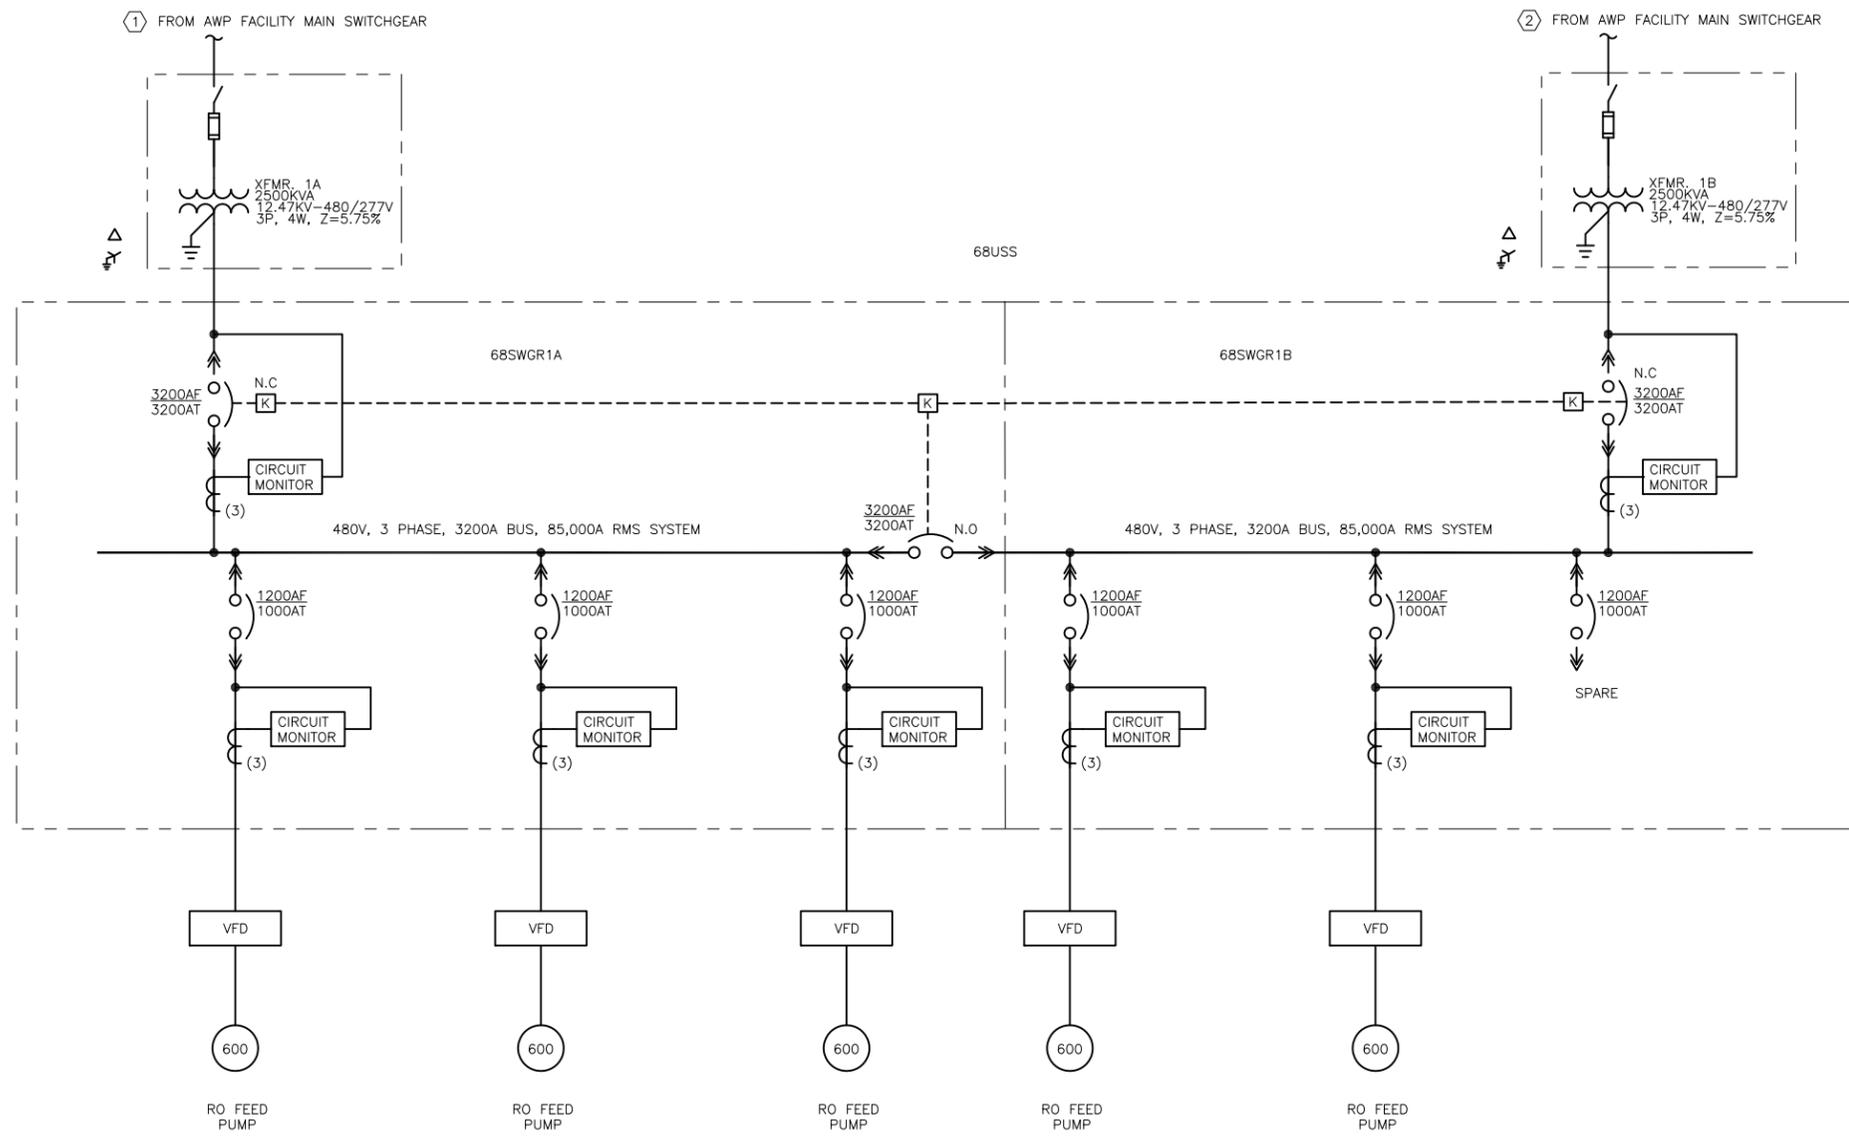 1 FROM AWP FACILITY MAIN SWITCHGEAR
2 FROM AWP FACILITY MAIN SWITCHGEAR
XFMR. 1A
2500KVA
12.47KV-480/277V
3P, 4W, Z=5.75%
XFMR. 1B
2500KVA
12.47KV-480/277V
3P, 4W, Z=5.75%
68USS
68SWGR1A
68SWGR1B
N.C
3200AF
3200AT
K
K
K
N.C
3200AF
3200AT
CIRCUIT
MONITOR
(3)
CIRCUIT
MONITOR
(3)
480V, 3 PHASE, 3200A BUS, 85,000A RMS SYSTEM
3200AF
3200AT
N.O
480V, 3 PHASE, 3200A BUS, 85,000A RMS SYSTEM
1200AF
1000AT
1200AF
1000AT
1200AF
1000AT
1200AF
1000AT
1200AF
1000AT
1200AF
1000AT
SPARE
CIRCUIT
MONITOR
(3)
CIRCUIT
MONITOR
(3)
CIRCUIT
MONITOR
(3)
CIRCUIT
MONITOR
(3)
CIRCUIT
MONITOR
(3)
VFD
VFD
VFD
VFD
VFD
600
600
600
600
600
RO FEED
PUMP
RO FEED
PUMP
RO FEED
PUMP
RO FEED
PUMP
RO FEED
PUMP